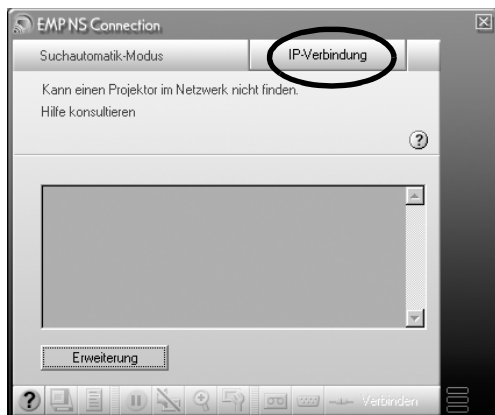 EMP NS Connection
Suchautomatik-Modus
IP-Verbindung
Kann einen Projektor im Netzwerk nicht finden.
Hilfe konsultieren
?
Erweiterung
? Verbinden